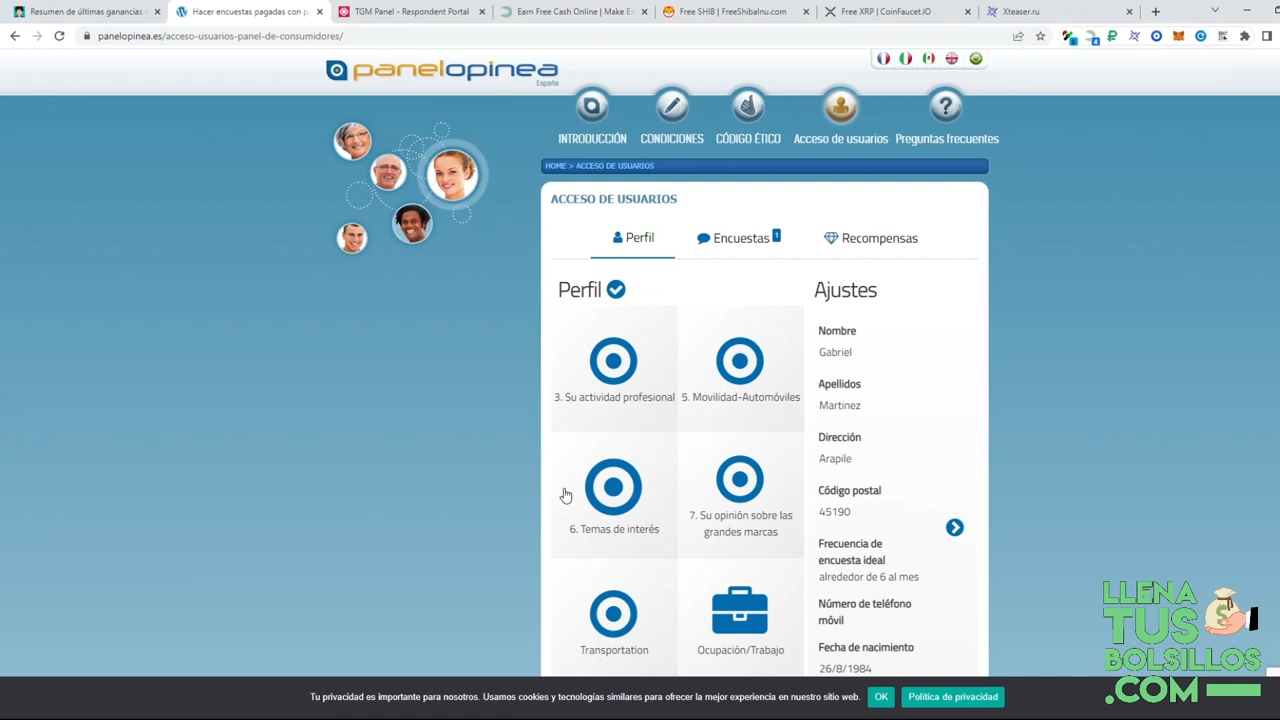 Resumen de últimas ganancias e
Hacer encuestas pagadas con p
TGM Panel - Respondent Portal
Earn Free Cash Online | Make Ex
Free SHIB | FreeShibaInu.com
Free XRP | CoinFaucet.IO
Xteaser.ru
panelopinea.es/acceso-usuarios-panel-de-consumidores/
panelopinea
España
INTRODUCCIÓN
CONDICIONES
CÓDIGO ÉTICO
Acceso de usuarios
Preguntas frecuentes
HOME > ACCESO DE USUARIOS
ACCESO DE USUARIOS
Perfil
Encuestas 1
Recompensas
Perfil
3. Su actividad profesional
5. Movilidad-Automóviles
6. Temas de interés
7. Su opinión sobre las
grandes marcas
Transportation
Ocupación/Trabajo
Ajustes
Nombre
Gabriel
Apellidos
Martinez
Dirección
Arapile
Código postal
45190
Frecuencia de
encuesta ideal
alrededor de 6 al mes
Número de teléfono
móvil
Fecha de nacimiento
26/8/1984
Tu privacidad es importante para nosotros. Usamos cookies y tecnologías similares para ofrecer la mejor experiencia en nuestro sitio web.
OK
Política de privacidad
LLENA
TUS
BOLSILLOS
.COM